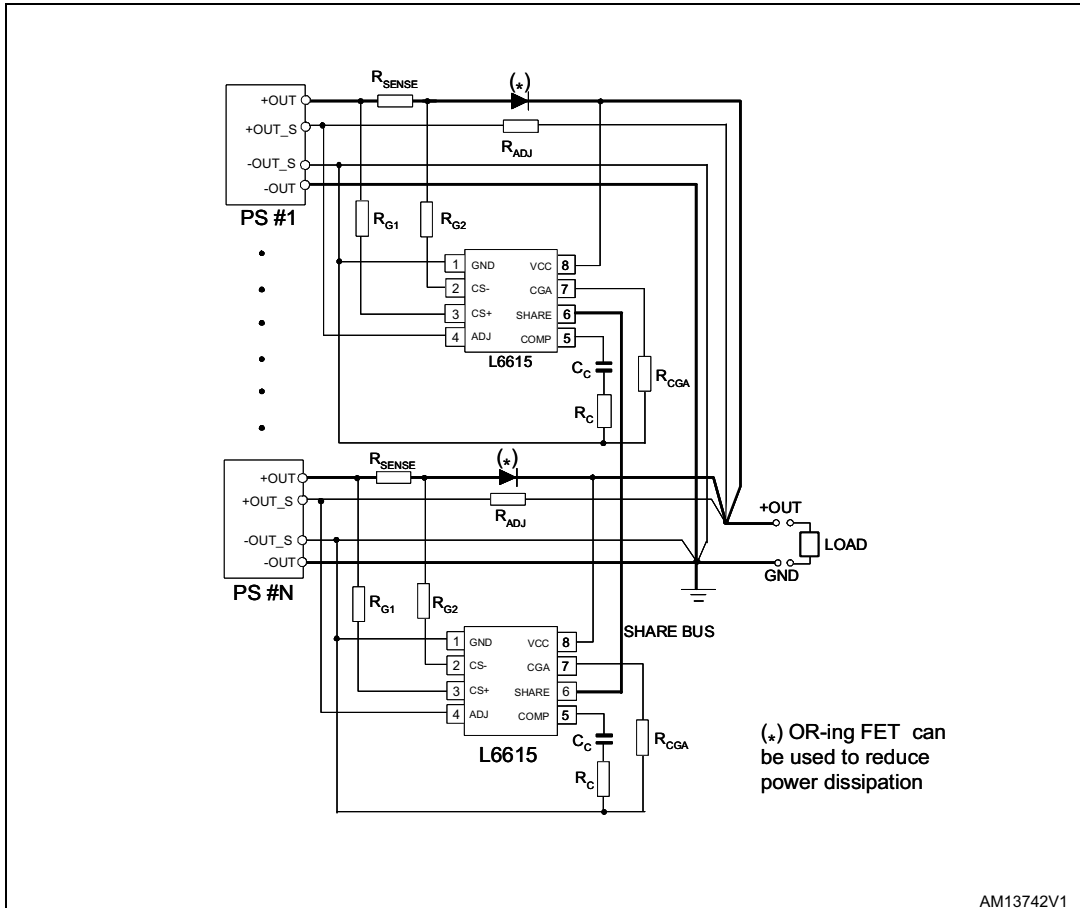 R_SENSE
(*)
+OUT
+OUT_S
R_ADJ
-OUT_S
-OUT
PS #1
R_G1
R_G2
1 GND VCC 8
2 CS- CGA 7
3 CS+ SHARE 6
4 ADJ COMP 5
L6615
C_C
R_CGA
R_C
R_SENSE
(*)
+OUT
+OUT_S
R_ADJ
-OUT_S
-OUT
PS #N
+OUT
LOAD
GND
R_G1
R_G2
SHARE BUS
1 GND VCC 8
2 CS- CGA 7
3 CS+ SHARE 6
4 ADJ COMP 5
L6615
C_C
R_CGA
R_C
(*) OR-ing FET can
be used to reduce
power dissipation
AM13742V1